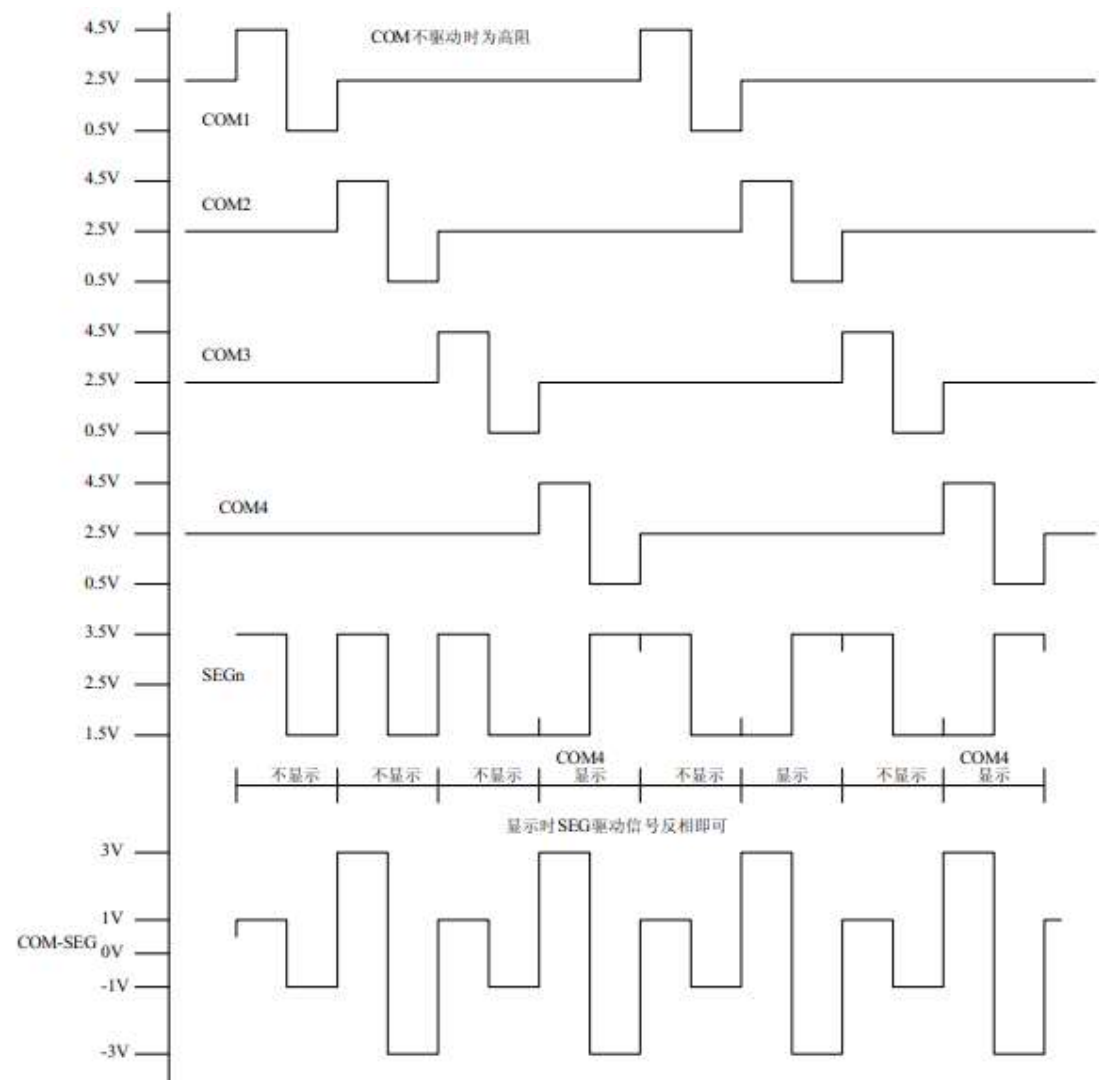 4.5V
COM不驱动时为高阻
2.5V
COM1
0.5V
4.5V
COM2
2.5V
0.5V
4.5V
COM3
2.5V
0.5V
4.5V
COM4
2.5V
0.5V
3.5V
SEGn
2.5V
1.5V
COM4 COM4
不显示 不显示 不显示 显示 不显示 显示 不显示 显示
显示时SEG驱动信号反相即可
3V
1V
COM-SEG 0V
-1V
-3V